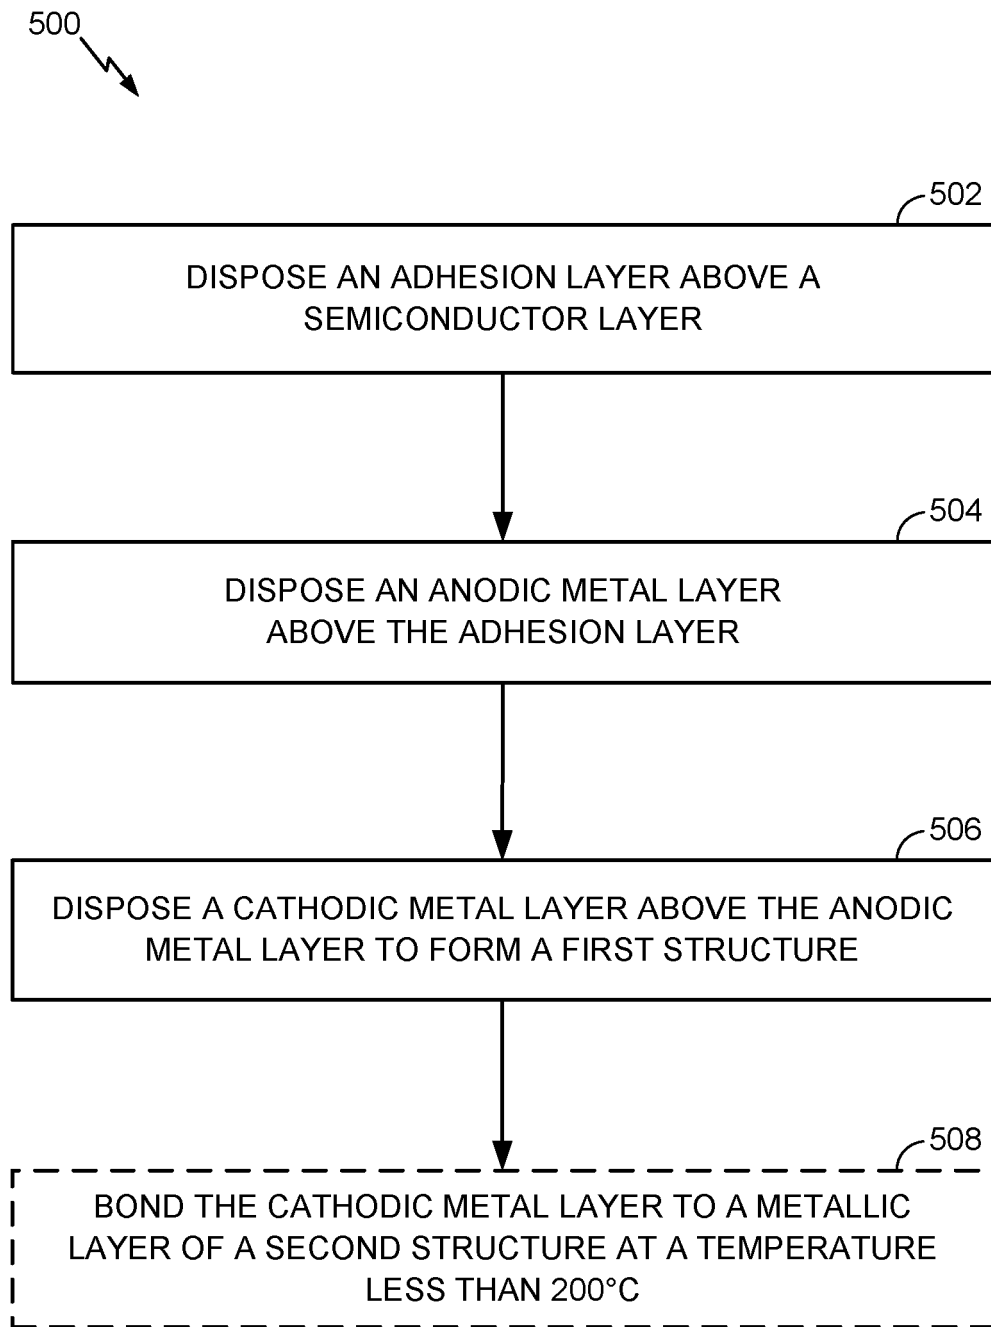 500
502
DISPOSE AN ADHESION LAYER ABOVE A
SEMICONDUCTOR LAYER
504
DISPOSE AN ANODIC METAL LAYER
ABOVE THE ADHESION LAYER
506
DISPOSE A CATHODIC METAL LAYER ABOVE THE ANODIC
METAL LAYER TO FORM A FIRST STRUCTURE
508
BOND THE CATHODIC METAL LAYER TO A METALLIC
LAYER OF A SECOND STRUCTURE AT A TEMPERATURE
LESS THAN 200°C